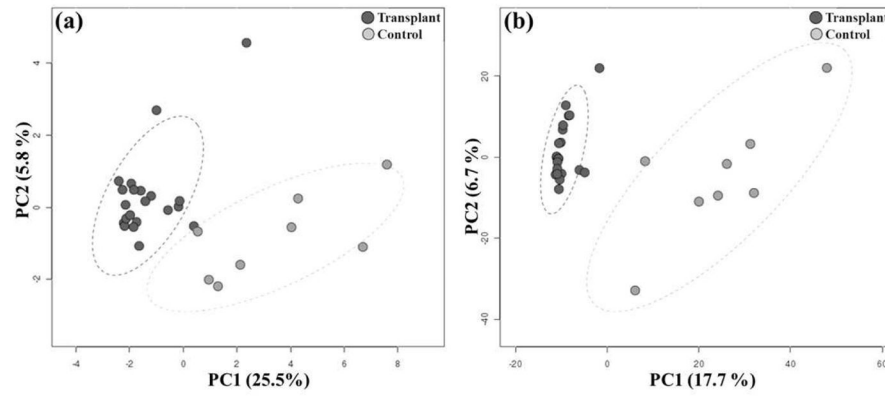 (a)
Transplant
Control
PC2 (5.8 %)
4
2
0
-2
-4
-2
0
2
4
6
8
PC1 (25.5%)
(b)
Transplant
Control
PC2 (6.7 %)
20
0
-20
-40
-20
0
20
40
60
PC1 (17.7 %)